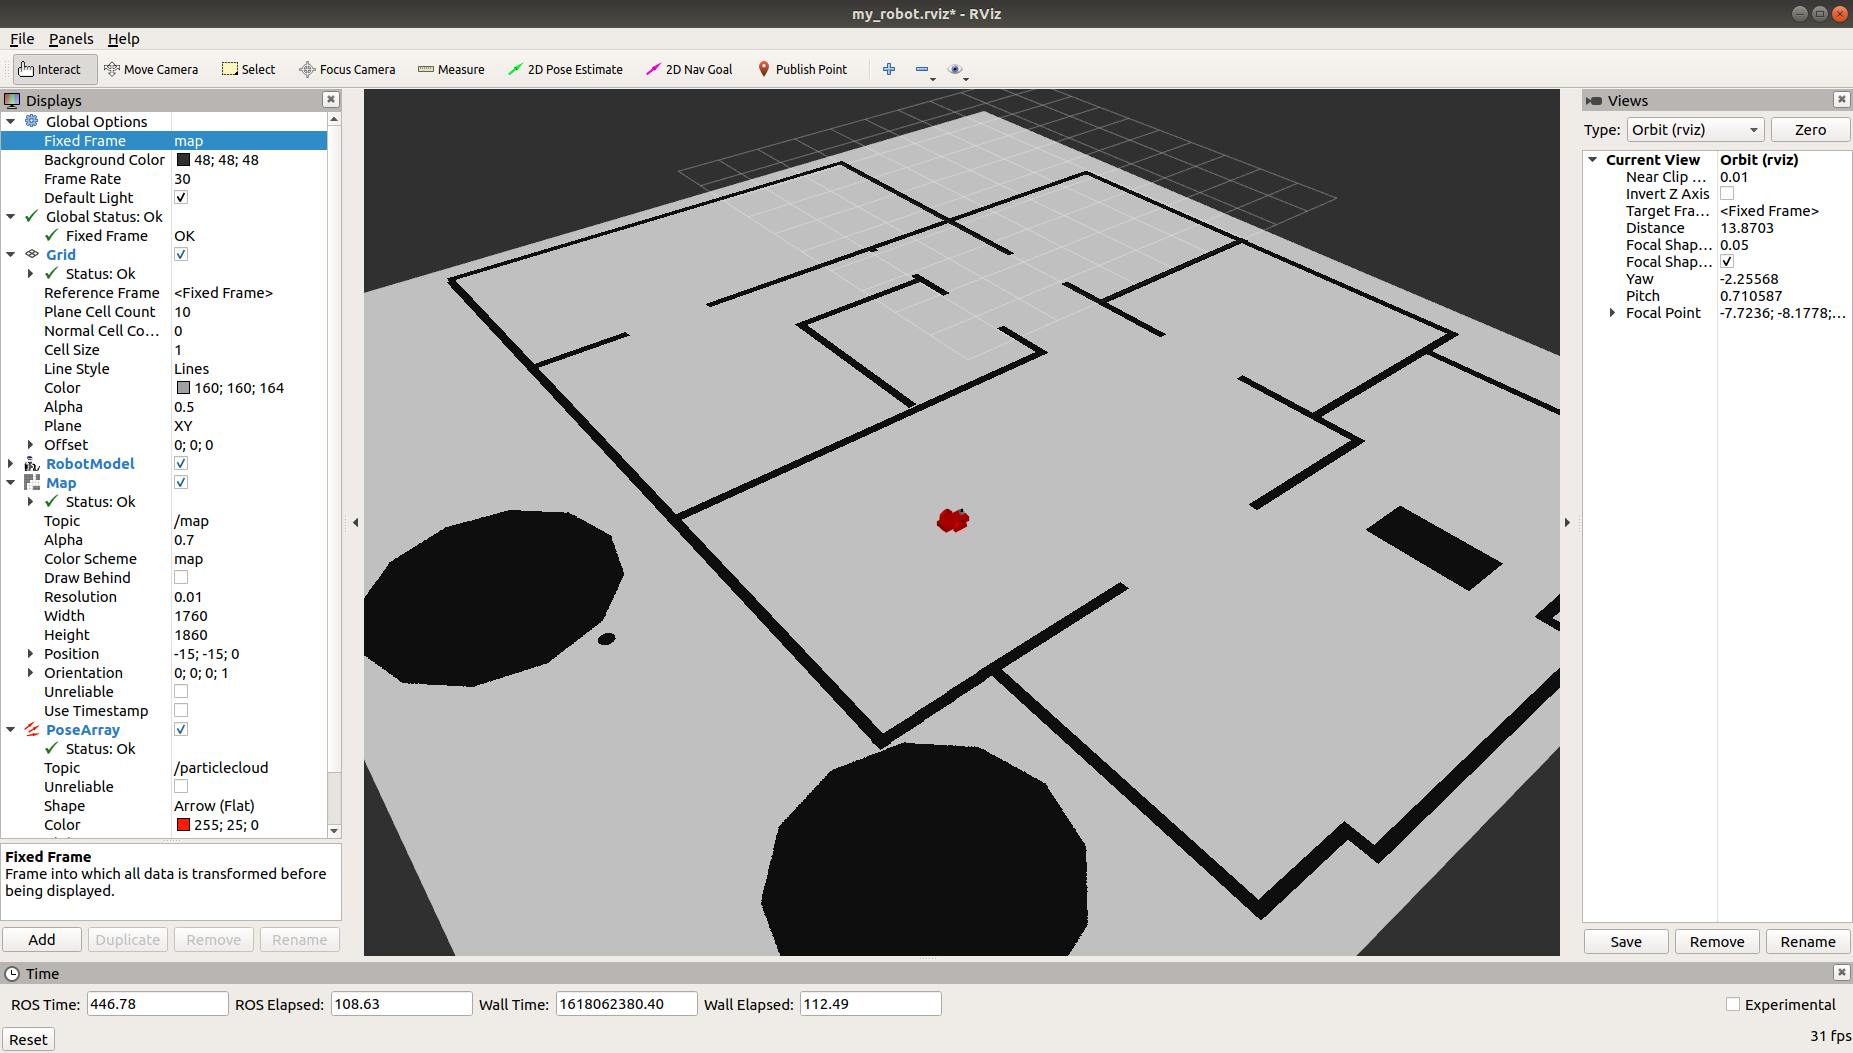 my_robot.rviz* - RViz
File Panels Help
Interact Move Camera Select Focus Camera Measure 2D Pose Estimate 2D Nav Goal Publish Point
Displays
Global Options
Fixed Frame map
Background Color 48; 48; 48
Frame Rate 30
Default Light
Global Status: Ok
Fixed Frame OK
Grid
Status: Ok
Reference Frame <Fixed Frame>
Plane Cell Count 10
Normal Cell Co... 0
Cell Size 1
Line Style Lines
Color 160; 160; 164
Alpha 0.5
Plane XY
Offset 0; 0; 0
RobotModel
Map
Status: Ok
Topic /map
Alpha 0.7
Color Scheme map
Draw Behind
Resolution 0.01
Width 1760
Height 1860
Position -15; -15; 0
Orientation 0; 0; 0; 1
Unreliable
Use Timestamp
PoseArray
Status: Ok
Topic /particlecloud
Unreliable
Shape Arrow (Flat)
Color 255; 25; 0
Fixed Frame
Frame into which all data is transformed before
being displayed.
Add Duplicate Remove Rename
Views
Type: Orbit (rviz) Zero
Current View Orbit (rviz)
Near Clip ... 0.01
Invert Z Axis
Target Fra... <Fixed Frame>
Distance 13.8703
Focal Shap... 0.05
Focal Shap...
Yaw -2.25568
Pitch 0.710587
Focal Point -7.7236; -8.1778;...
Save Remove Rename
Time
ROS Time: 446.78 ROS Elapsed: 108.63 Wall Time: 1618062380.40 Wall Elapsed: 112.49 Experimental
Reset 31 fps